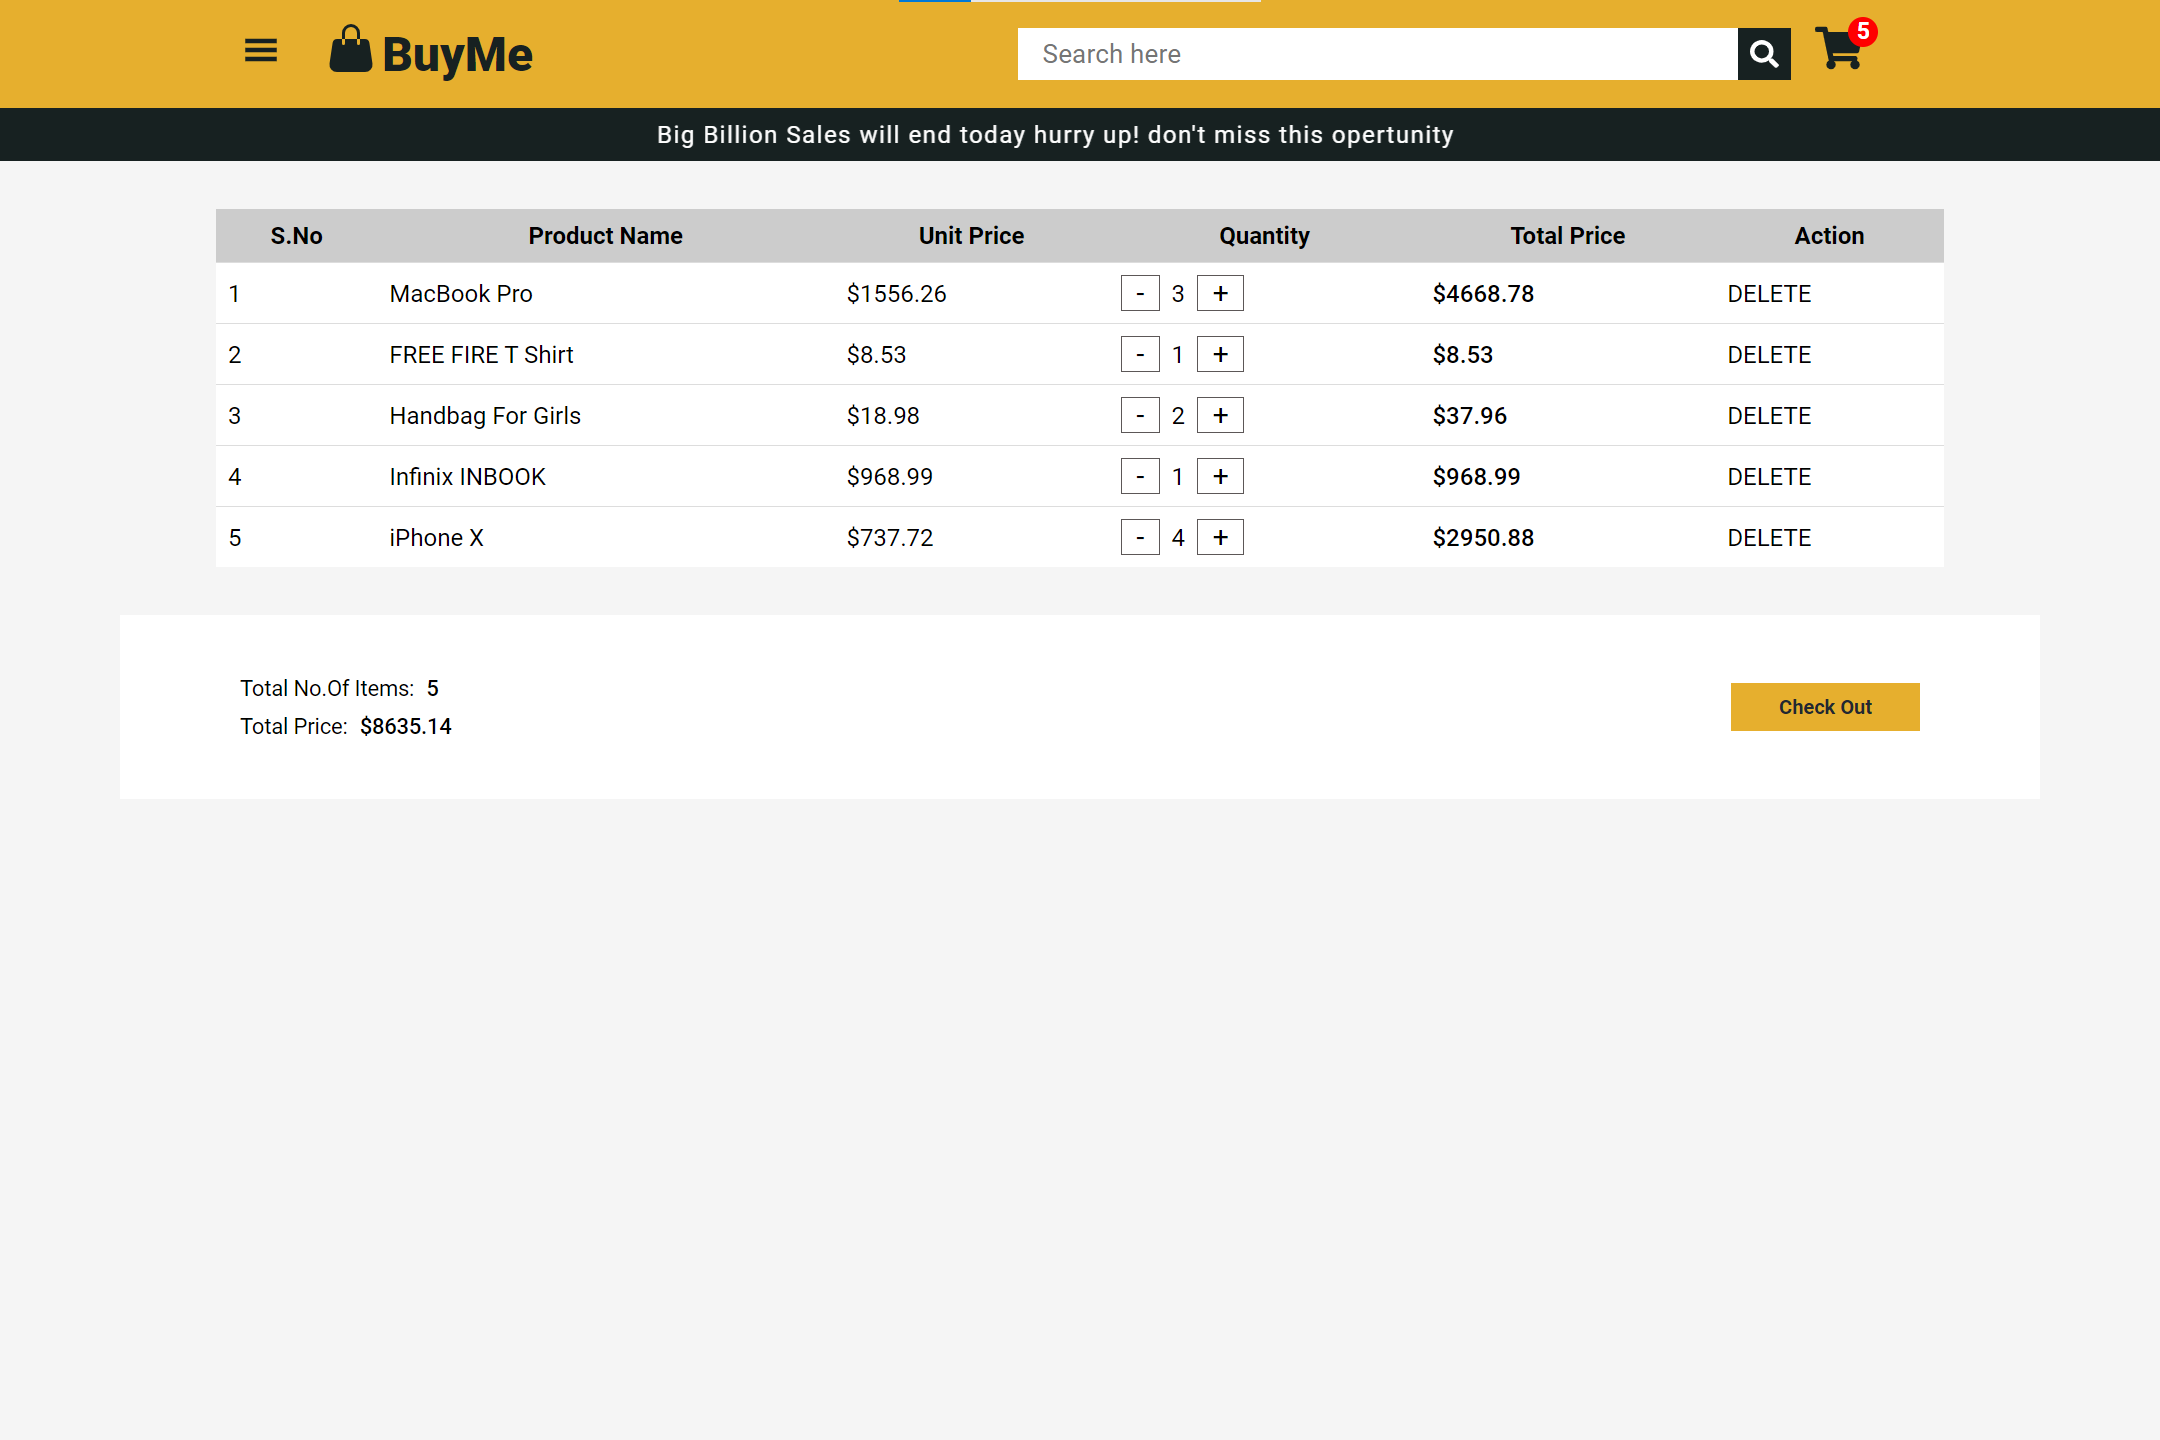 BuyMe
Search here
5
Big Billion Sales will end today hurry up! don't miss this opertunity
S.No Product Name Unit Price Quantity Total Price Action
1 MacBook Pro $1556.26 - 3 + $4668.78 DELETE
2 FREE FIRE T Shirt $8.53 - 1 + $8.53 DELETE
3 Handbag For Girls $18.98 - 2 + $37.96 DELETE
4 Infinix INBOOK $968.99 - 1 + $968.99 DELETE
5 iPhone X $737.72 - 4 + $2950.88 DELETE
Total No.Of Items: 5
Total Price: $8635.14
Check Out